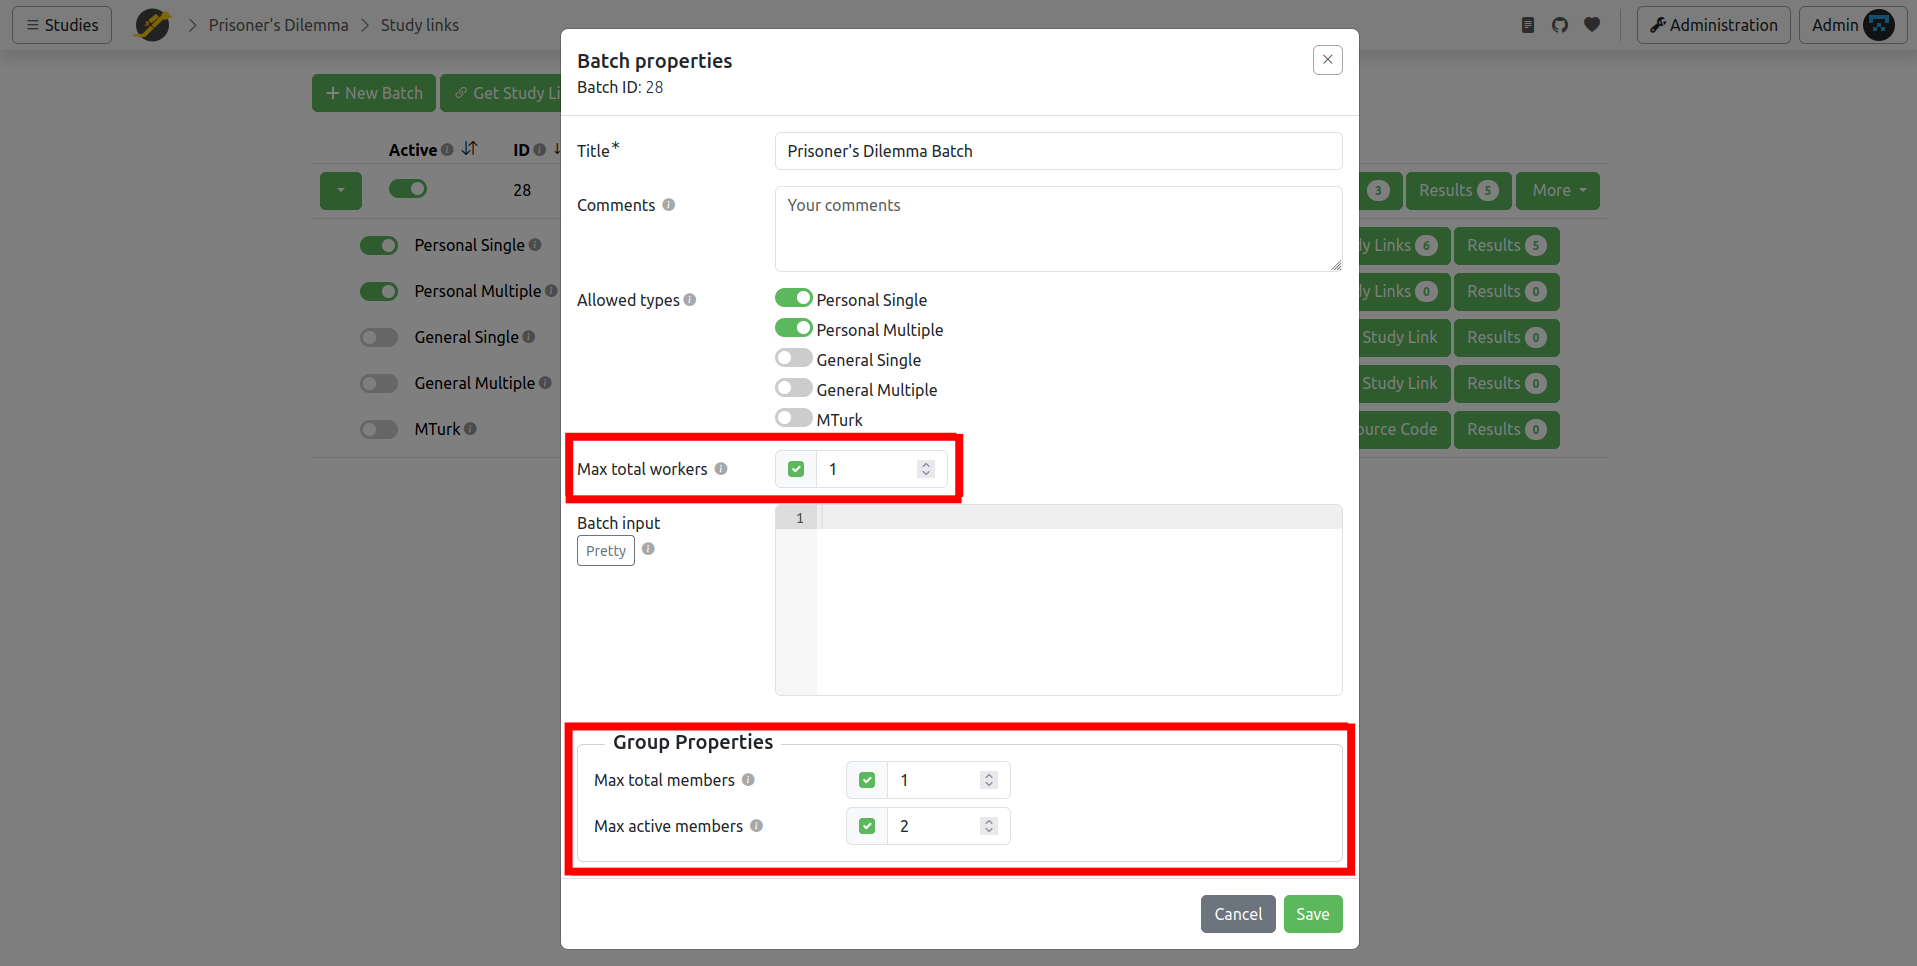 Studies
Prisoner's Dilemma
Study links
Administration
Admin
New Batch
Get Study Li
Active
ID
28
3
Results 5
More
Personal Single
y Links 6
Results 5
Personal Multiple
y Links 0
Results 0
General Single
Study Link
Results 0
General Multiple
Study Link
Results 0
MTurk
ource Code
Results 0
Batch properties
Batch ID: 28
Title*
Prisoner's Dilemma Batch
Comments
Your comments
Allowed types
Personal Single
Personal Multiple
General Single
General Multiple
MTurk
Max total workers
1
Batch input
Pretty
1
Group Properties
Max total members
1
Max active members
2
Cancel
Save